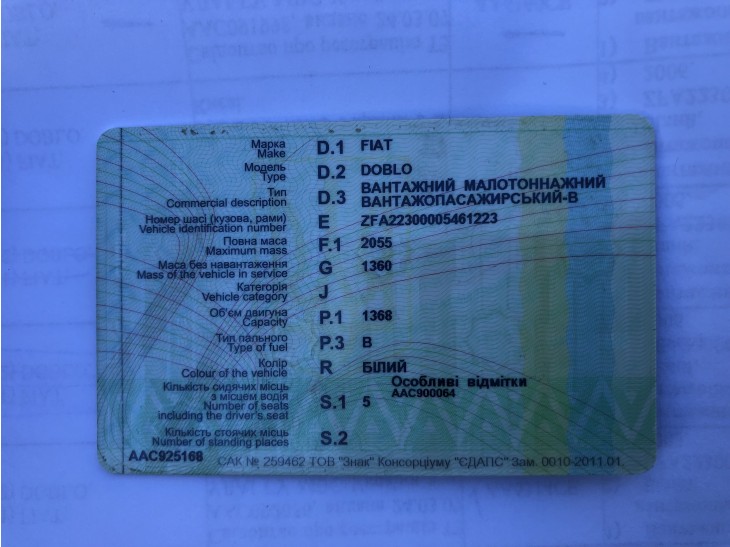 Марка
Make
D.1 FIAT
Модель
Type
D.2 DOBLO
Тип
Commercial description
D.3 ВАНТАЖНИЙ МАЛОТОННАЖНИЙ
ВАНТАЖОПАСАЖИРСЬКИЙ-В
Номер шасі (кузова, рами)
Vehicle identification number
E ZFA22300005461223
Повна маса
Maximum mass
F.1 2055
Маса без навантаження
Mass of the vehicle in service
G 1360
Категорія
Vehicle category
J
Об'єм двигуна
Capacity
P.1 1368
Тип пального
Type of fuel
P.3 B
Колір
Colour of the vehicle
R БІЛИЙ
Кількість сидячих місць
з місцем водія
Number of seats
including the driver's seat
S.1 5
Особливі відмітки
AAC900064
Кількість стоячих місць
Number of standing places
S.2
AAC925168
САК № 259462 ТОВ "Знак" Консорціуму "ЄДАПС" Зам. 0010-2011.01.